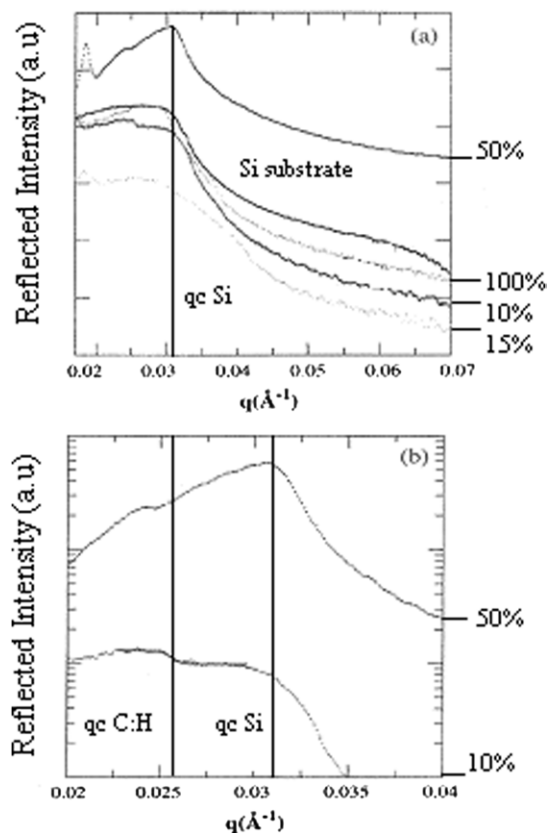 (a)
Reflected Intensity (a.u)
50%
Si substrate
qc Si
100%
10%
15%
0.02 0.03 0.04 0.05 0.06 0.07
q(Å⁻¹)
(b)
Reflected Intensity (a.u)
50%
qc C:H qc Si
10%
0.02 0.025 0.03 0.035 0.04
q(Å⁻¹)